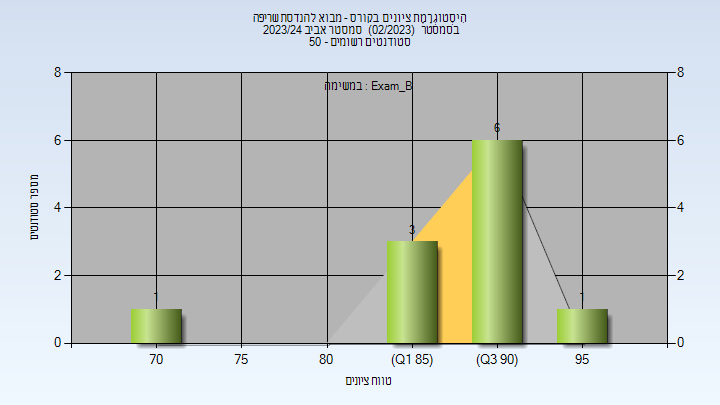 היסטוגרמת ציונים בקורס - מבוא להנדסת שריפה
בסמסטר (02/2023) סמסטר אביב 2023/24
סטודנטים רשומים - 50
במשימה : Exam_B
8 8
6 6
4 4
2 2
0 0
מספר סטודנטים
1
3
6
1
70 75 80 (Q1 85) (Q3 90) 95
טווח ציונים